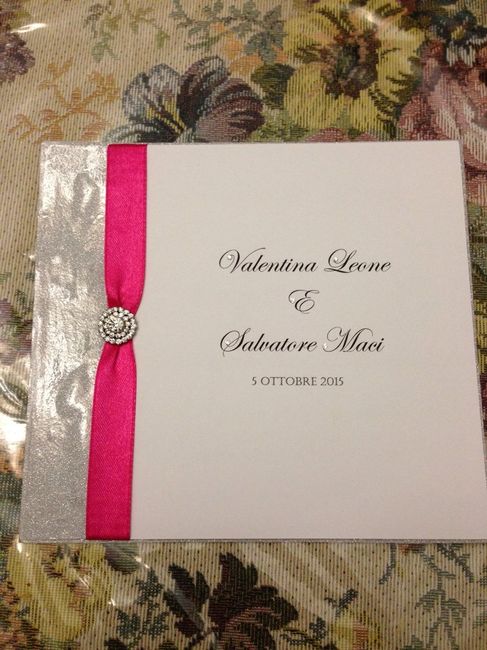 Valentina Leone
&
Salvatore Maci
5 OTTOBRE 2015